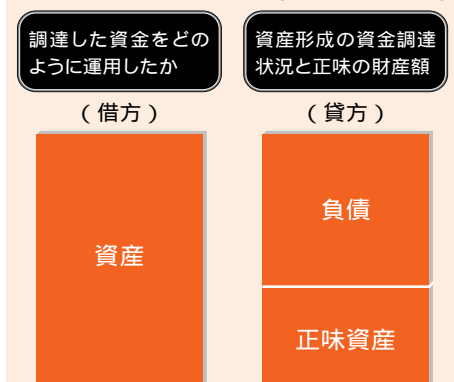 調達した資金をどの
ように運用したか
資産形成の資金調達
状況と正味の財産額
(借方)
(貸方)
資産
負債
正味資産